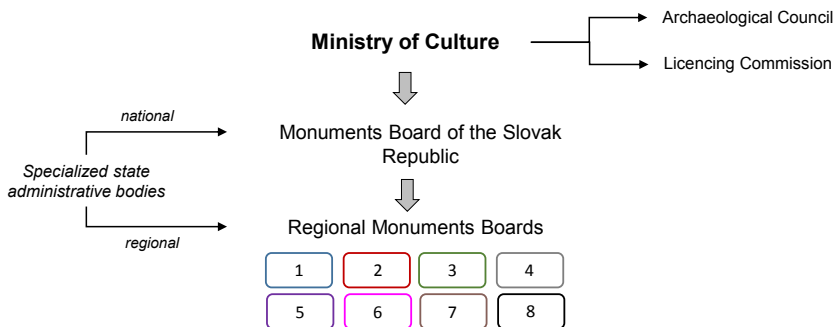 Archaeological Council
Ministry of Culture
Licencing Commission
national
Monuments Board of the Slovak
Republic
Specialized state
administrative bodies
regional
Regional Monuments Boards
1 2 3 4
5 6 7 8